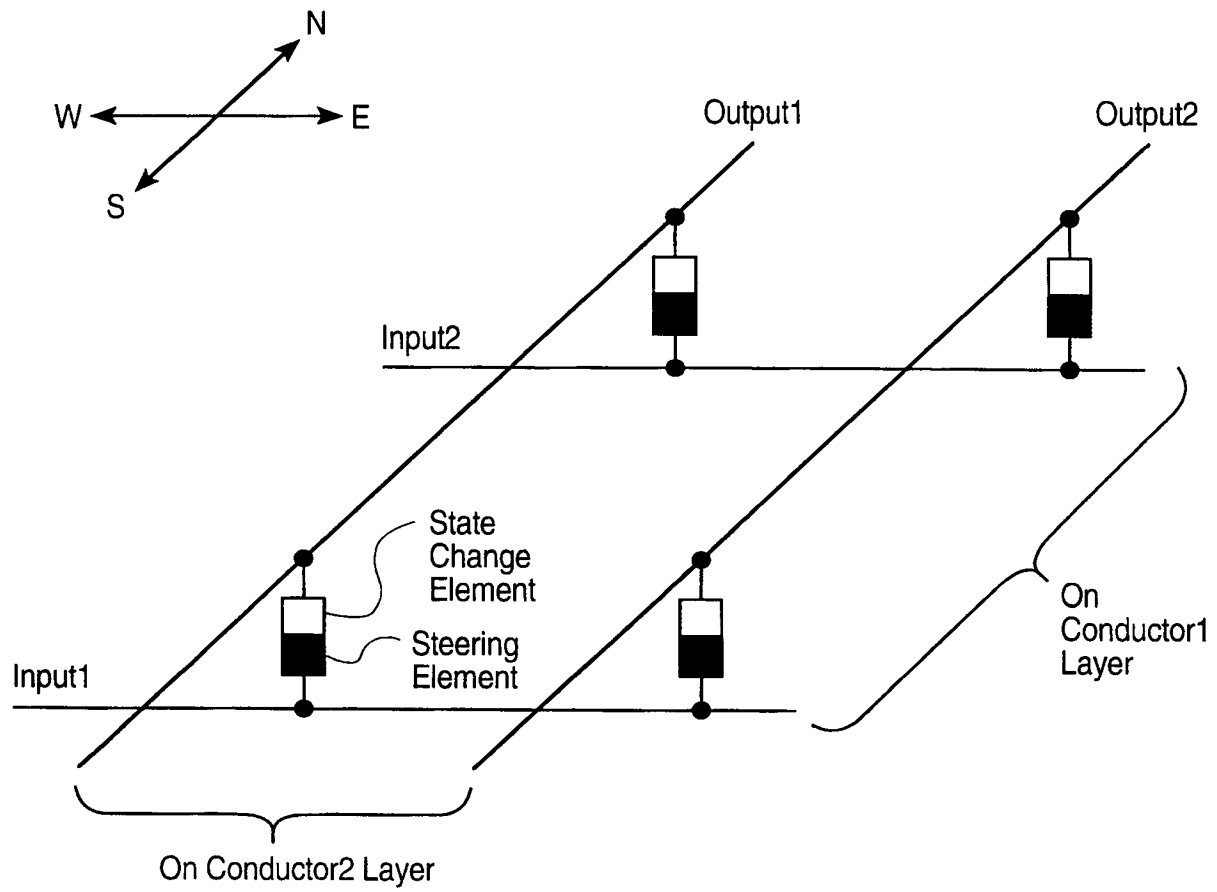 N
W
E
S
Output1
Output2
Input2
State
Change
Element
Steering
Element
Input1
On
Conductor1
Layer
On Conductor2 Layer